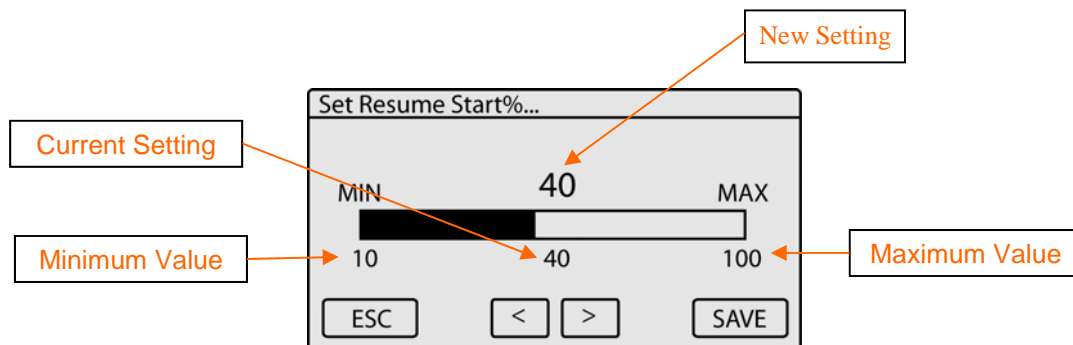 New Setting
Set Resume Start%...
Current Setting
40
MIN MAX
Minimum Value
10 40 100
Maximum Value
ESC < > SAVE